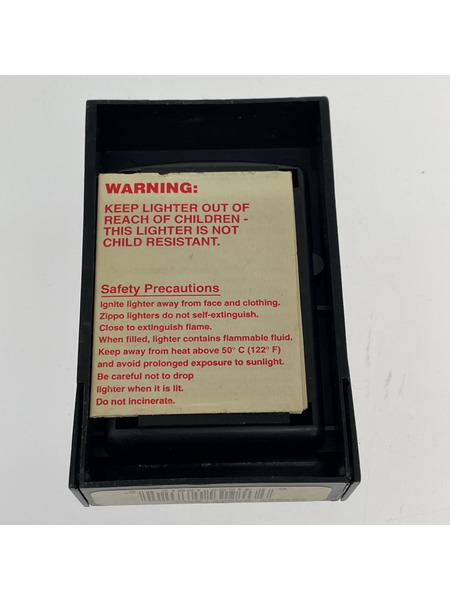 WARNING:
KEEP LIGHTER OUT OF
REACH OF CHILDREN -
THIS LIGHTER IS NOT
CHILD RESISTANT.
Safety Precautions
Ignite lighter away from face and clothing.
Zippo lighters do not self-extinguish.
Close to extinguish flame.
When filled, lighter contains flammable fluid.
Keep away from heat above 50° C (122° F)
and avoid prolonged exposure to sunlight.
Be careful not to drop
lighter when it is lit.
Do not incinerate.